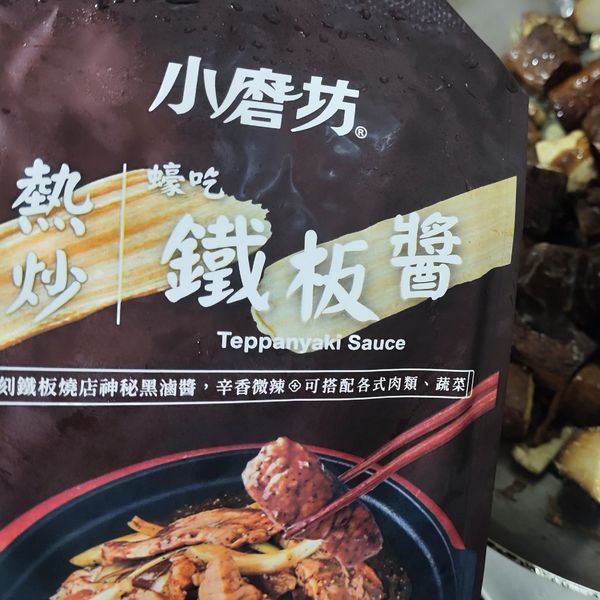 小磨坊®
熱炒
蠔吃
鐵板醬
Teppanyaki Sauce
刻鐵板燒店神秘黑滷醬，辛香微辣⊕可搭配各式肉類、蔬菜